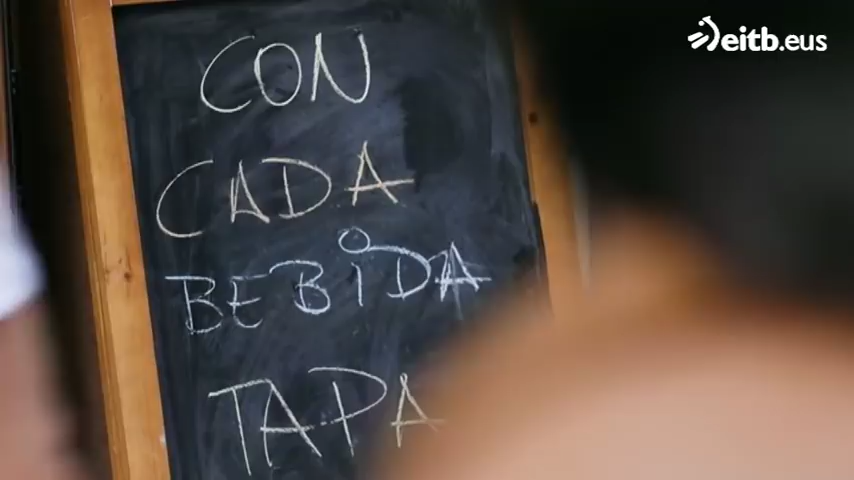 eitb.eus
CON
CADA
BEBIDA
TAPA